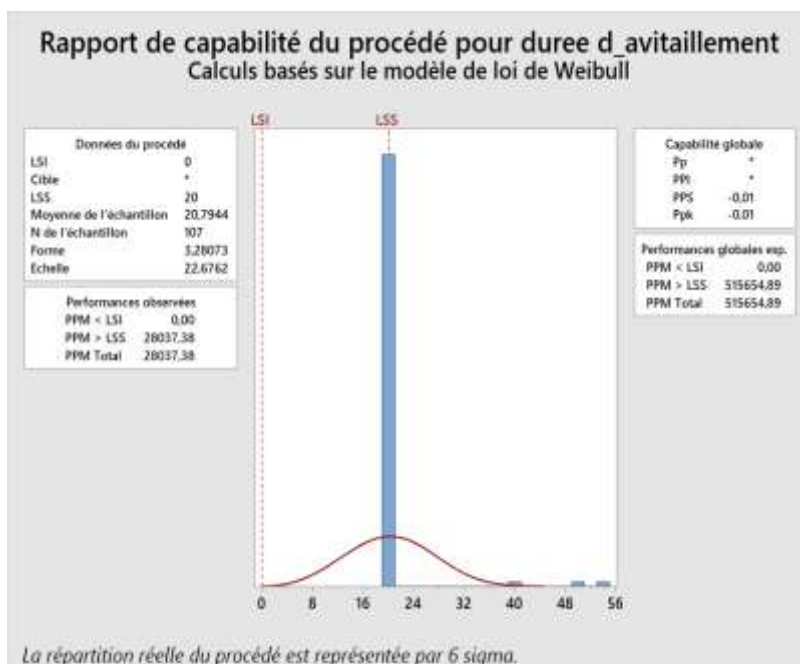 Rapport de capabilité du procédé pour duree d_avitaillement
Calculs basés sur le modèle de loi de Weibull
LSI LSS
Données du procédé
LSI 0
Cible *
LSS 20
Moyenne de l'échantillon 20,7944
N de l'échantillon 107
Forme 3,28073
Echelle 22,6762
Performances observées
PPM < LSI 0,00
PPM > LSS 28037,38
PPM Total 28037,38
Capabilité globale
Pp *
PPI *
PPS -0,01
Ppk -0,01
Performances globales esp.
PPM < LSI 0,00
PPM > LSS 515654,89
PPM Total 515654,89
0 8 16 24 32 40 48 56
La répartition réelle du procédé est représentée par 6 sigma.